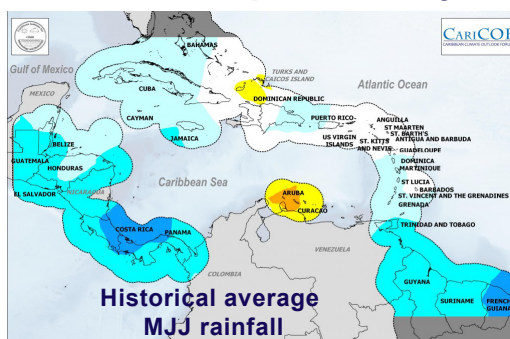 CARICOF
CARIBBEAN CLIMATE OUTLOOK FORUM
BAHAMAS
Gulf of Mexico
TURKS AND
CAICOS ISLAND
Atlantic Ocean
MEXICO
CUBA
DOMINICAN REPUBLIC
CAYMAN
PUERTO RICO
ANGUILLA
ST MAARTEN
ST. BARTH'S
JAMAICA
US VIRGIN
ISLANDS
ST. KITTS
AND NEVIS
ANTIGUA AND BARBUDA
BELIZE
GUADELOUPE
GUATEMALA
HONDURAS
DOMINICA
MARTINIQUE
Caribbean Sea
ST LUCIA
BARBADOS
EL SALVADOR
NICARAGUA
ARUBA
ST. VINCENT AND THE GRENADINES
CURACAO
GRENADA
COSTA RICA
PANAMA
TRINIDAD AND TOBAGO
VENEZUELA
COLOMBIA
GUYANA
SURINAME
FRENCH
GUIANA
Historical average
MJJ rainfall